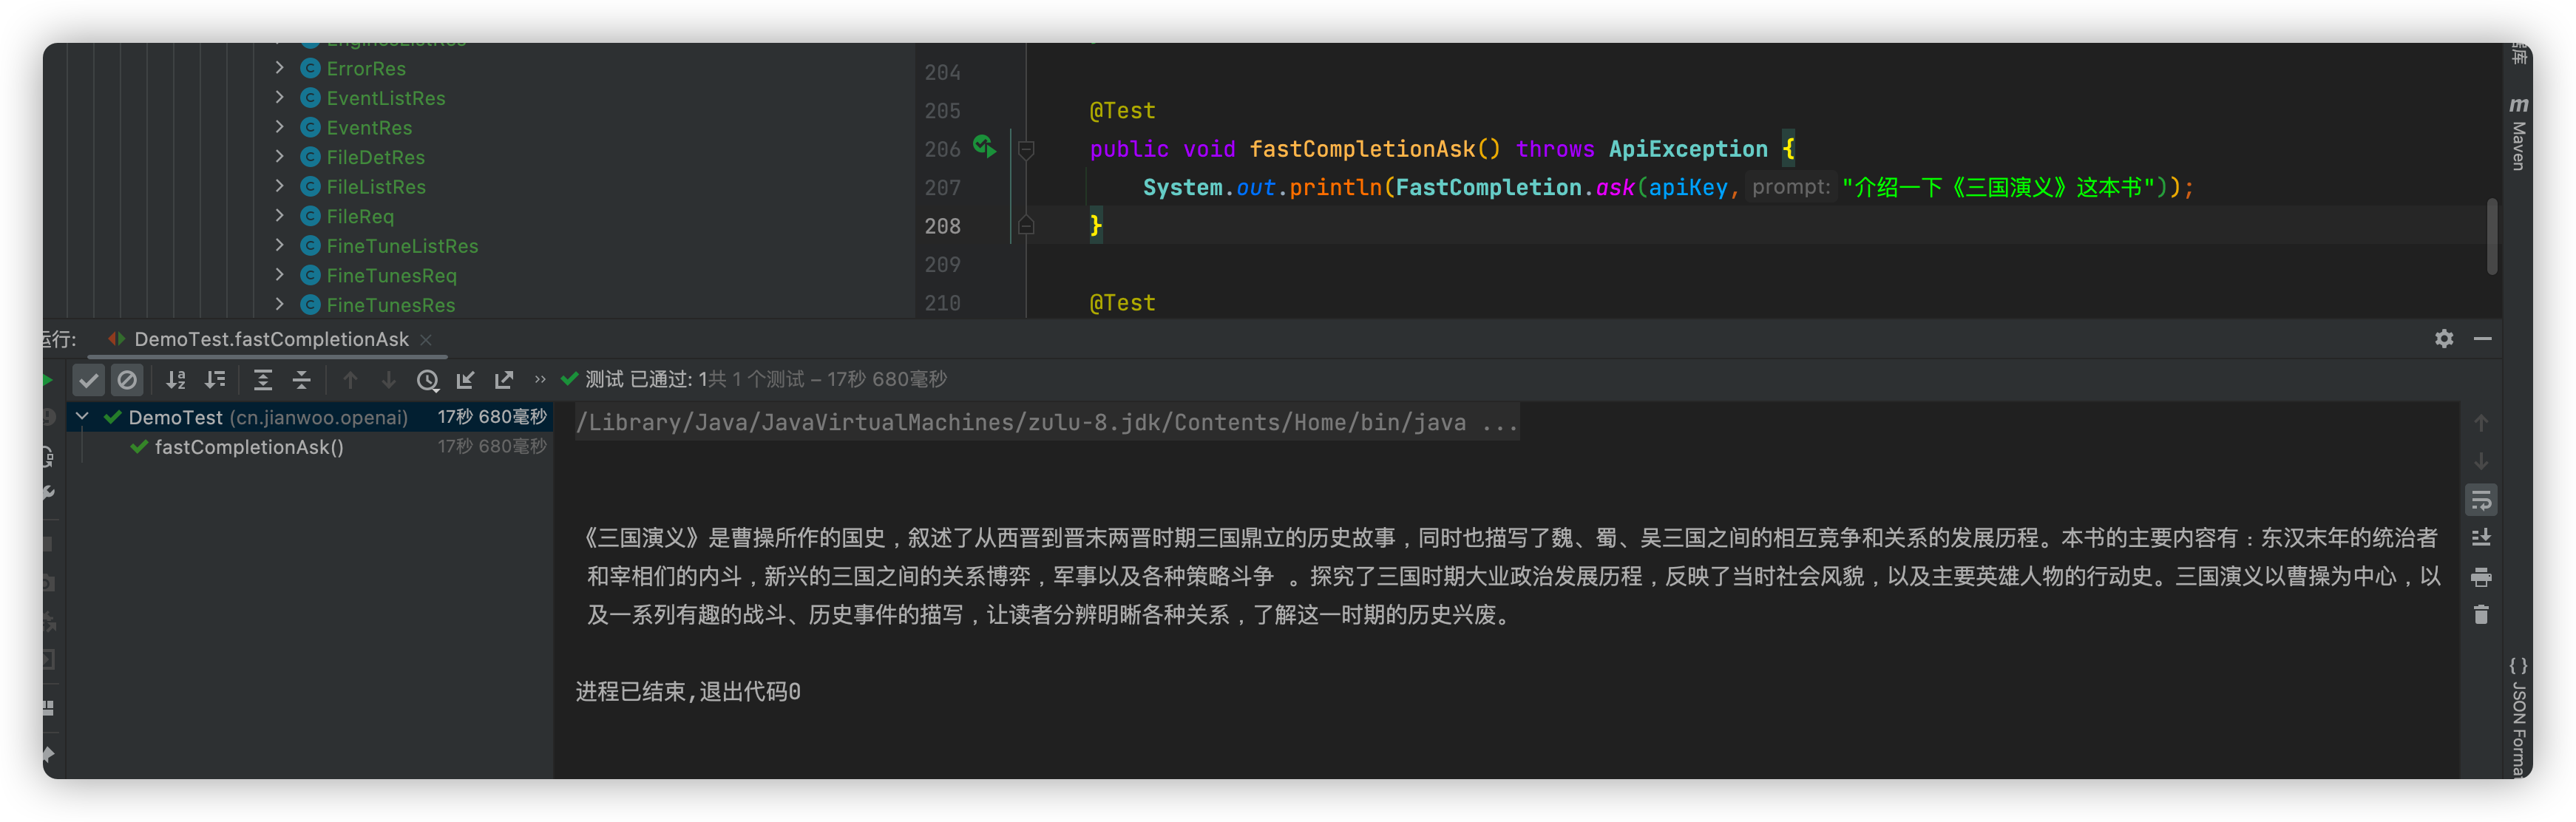 ErrorRes
EventListRes
EventRes
FileDetRes
FileListRes
FileReq
FineTuneListRes
FineTunesReq
FineTunesRes
204
205 @Test
206 public void fastCompletionAsk() throws ApiException {
207 System.out.println(FastCompletion.ask(apiKey, prompt: "介绍一下《三国演义》这本书"));
208 }
209
210 @Test
Maven
运行: DemoTest.fastCompletionAsk
测试 已通过: 1共 1 个测试 – 17秒 680毫秒
DemoTest (cn.jianwoo.openai) 17秒 680毫秒
fastCompletionAsk() 17秒 680毫秒
/Library/Java/JavaVirtualMachines/zulu-8.jdk/Contents/Home/bin/java ...
《三国演义》是曹操所作的国史，叙述了从西晋到晋末两晋时期三国鼎立的历史故事，同时也描写了魏、蜀、吴三国之间的相互竞争和关系的发展历程。本书的主要内容有：东汉末年的统治者
和宰相们的内斗，新兴的三国之间的关系博弈，军事以及各种策略斗争 。探究了三国时期大业政治发展历程，反映了当时社会风貌，以及主要英雄人物的行动史。三国演义以曹操为中心，以
及一系列有趣的战斗、历史事件的描写，让读者分辨明晰各种关系，了解这一时期的历史兴废。
进程已结束,退出代码0
{ } JSON Forma